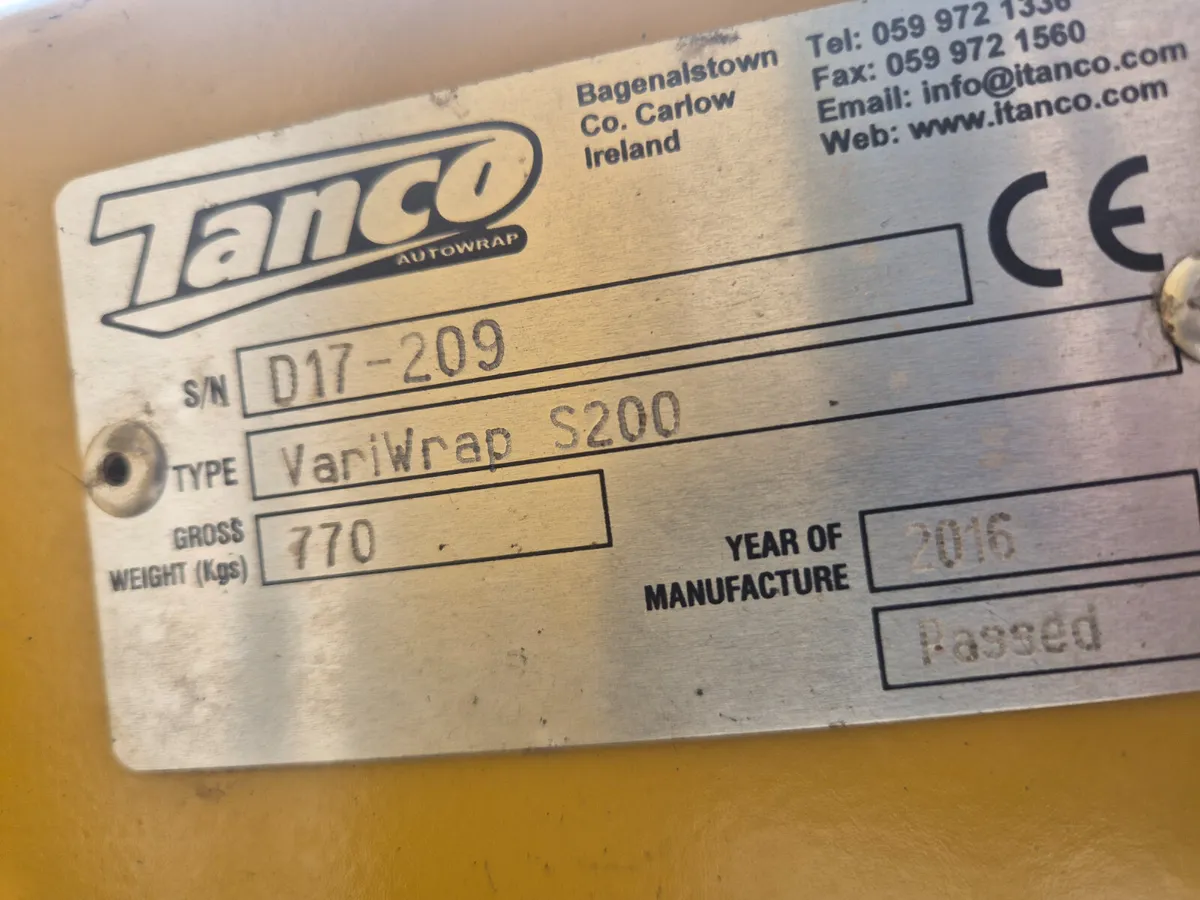 Tanco
AUTOWRAP
Bagenalstown
Co. Carlow
Ireland
Tel: 059 972 1336
Fax: 059 972 1560
Email: info@itanco.com
Web: www.itanco.com
CE
S/N D17-209
TYPE VariWrap S200
GROSS
WEIGHT (Kgs) 770
YEAR OF
MANUFACTURE 2016
Passed